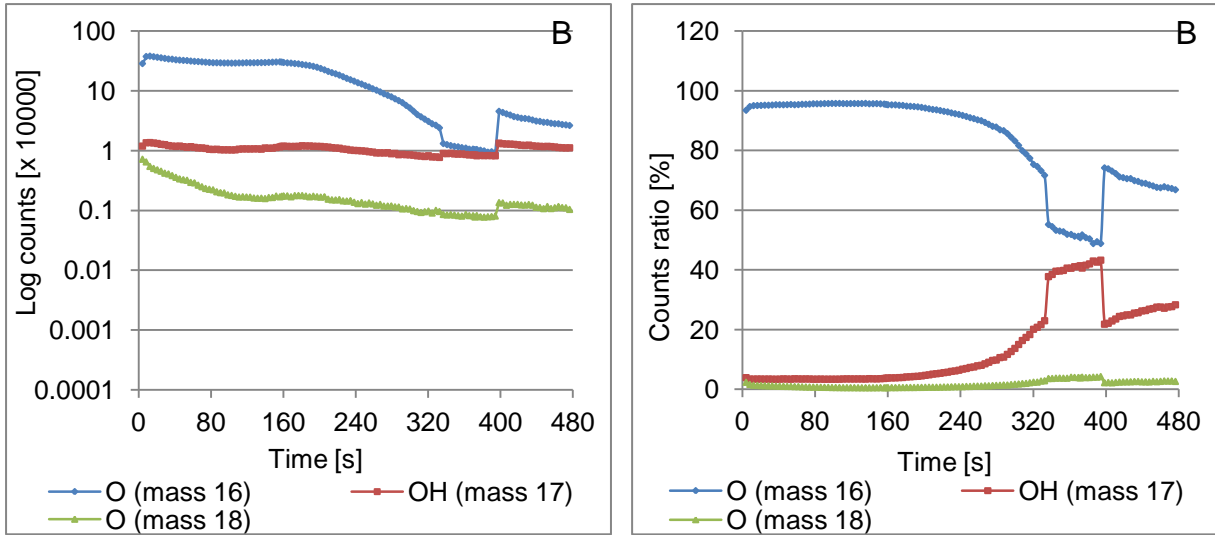 B
Log counts [x 10000]
100
10
1
0.1
0.01
0.001
0.0001
0 80 160 240 320 400 480
Time [s]
O (mass 16) OH (mass 17)
O (mass 18)
B
Counts ratio [%]
120
100
80
60
40
20
0
0 80 160 240 320 400 480
Time [s]
O (mass 16) OH (mass 17)
O (mass 18)